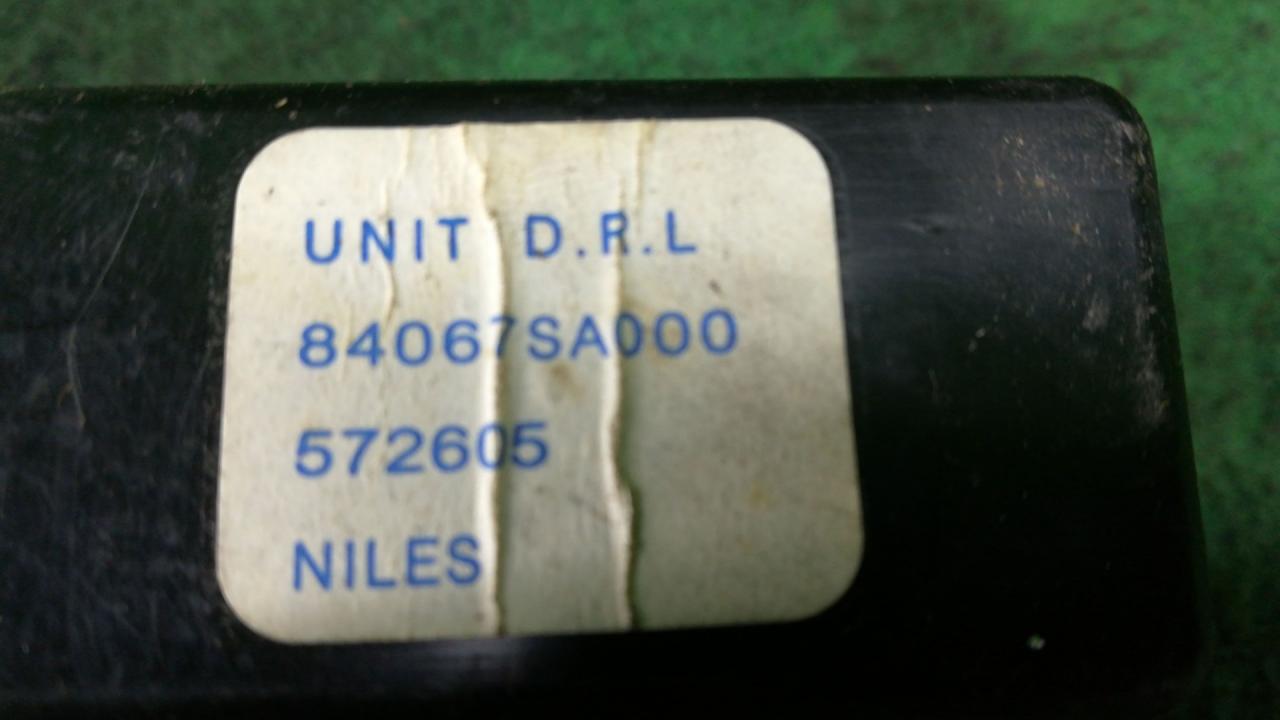 UNIT D.R.L
84067SA000
572605
NILES